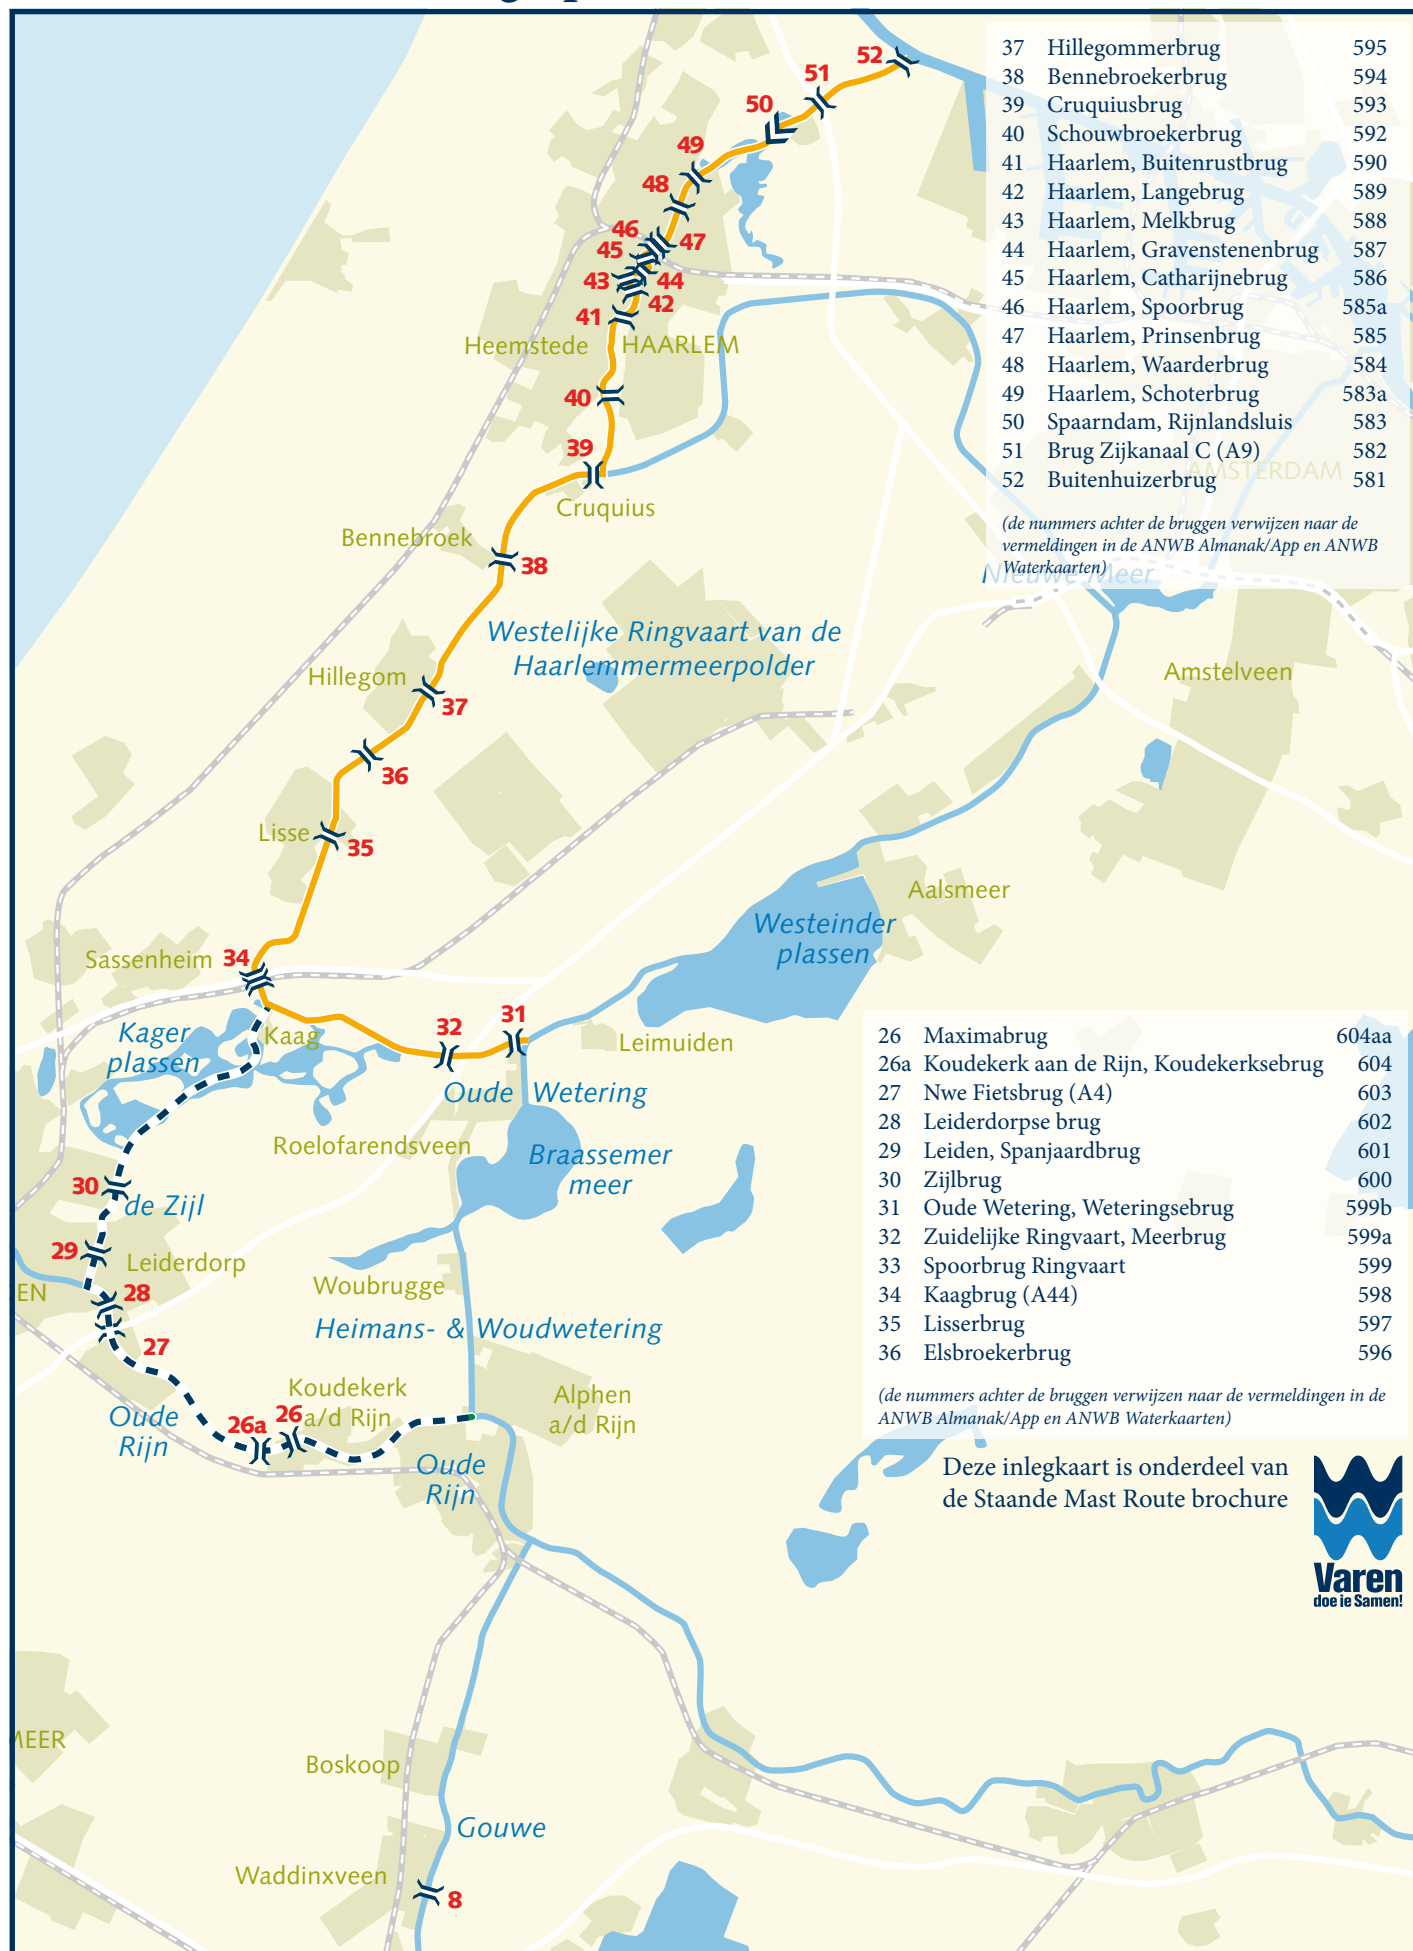 52
51
50
49
48
46
47
45
43
44
42
41
Heemstede
HAARLEM
40
39
Cruquius
Bennebroek
38
Westelijke Ringvaart van de
Haarlemmermeerpolder
Hillegom
37
36
Lisse
35
37 Hillegommerbrug 595
38 Bennebroekerbrug 594
39 Cruquiusbrug 593
40 Schouwbroekerbrug 592
41 Haarlem, Buitenrustbrug 590
42 Haarlem, Langebrug 589
43 Haarlem, Melkbrug 588
44 Haarlem, Gravenstenenbrug 587
45 Haarlem, Catharijnebrug 586
46 Haarlem, Spoorbrug 585a
47 Haarlem, Prinsenbrug 585
48 Haarlem, Waarderbrug 584
49 Haarlem, Schoterbrug 583a
50 Spaarndam, Rijnlandsluis 583
51 Brug Zijkanaal C (A9) 582
52 Buitenhuizerbrug 581
AMSTERDAM
(de nummers achter de bruggen verwijzen naar de
vermeldingen in de ANWB Almanak/App en ANWB
Waterkaarten)
Nieuwe Meer
Amstelveen
Aalsmeer
Westeinder
plassen
Sassenheim
34
Kager
plassen
Kaag
32
31
Leimuiden
Oude Wetering
Roelofarendsveen
Braassemer
meer
30
de Zijl
29
Leiderdorp
EN
28
27
Woubrugge
Heimans- & Woudwetering
Koudekerk
a/d Rijn
26a
26
Oude
Rijn
Alphen
a/d Rijn
Oude
Rijn
26 Maximabrug 604aa
26a Koudekerk aan de Rijn, Koudekerksebrug 604
27 Nwe Fietsbrug (A4) 603
28 Leiderdorpse brug 602
29 Leiden, Spanjaardbrug 601
30 Zijlbrug 600
31 Oude Wetering, Weteringsebrug 599b
32 Zuidelijke Ringvaart, Meerbrug 599a
33 Spoorbrug Ringvaart 599
34 Kaagbrug (A44) 598
35 Lisserbrug 597
36 Elsbroekerbrug 596
(de nummers achter de bruggen verwijzen naar de vermeldingen in de
ANWB Almanak/App en ANWB Waterkaarten)
Deze inlegkaart is onderdeel van
de Staande Mast Route brochure
Varen
doe je Samen!
MEER
Boskoop
Gouwe
Waddinxveen
8